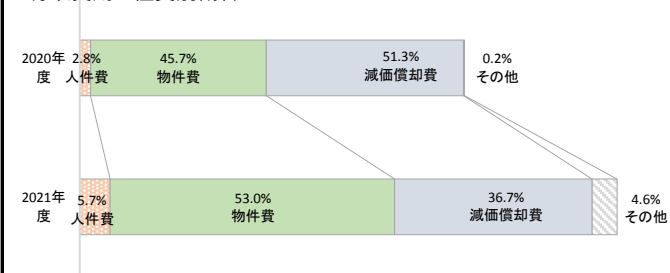 2020年度
2.8%
人件費
45.7%
物件費
51.3%
減価償却費
0.2%
その他
2021年度
5.7%
人件費
53.0%
物件費
36.7%
減価償却費
4.6%
その他